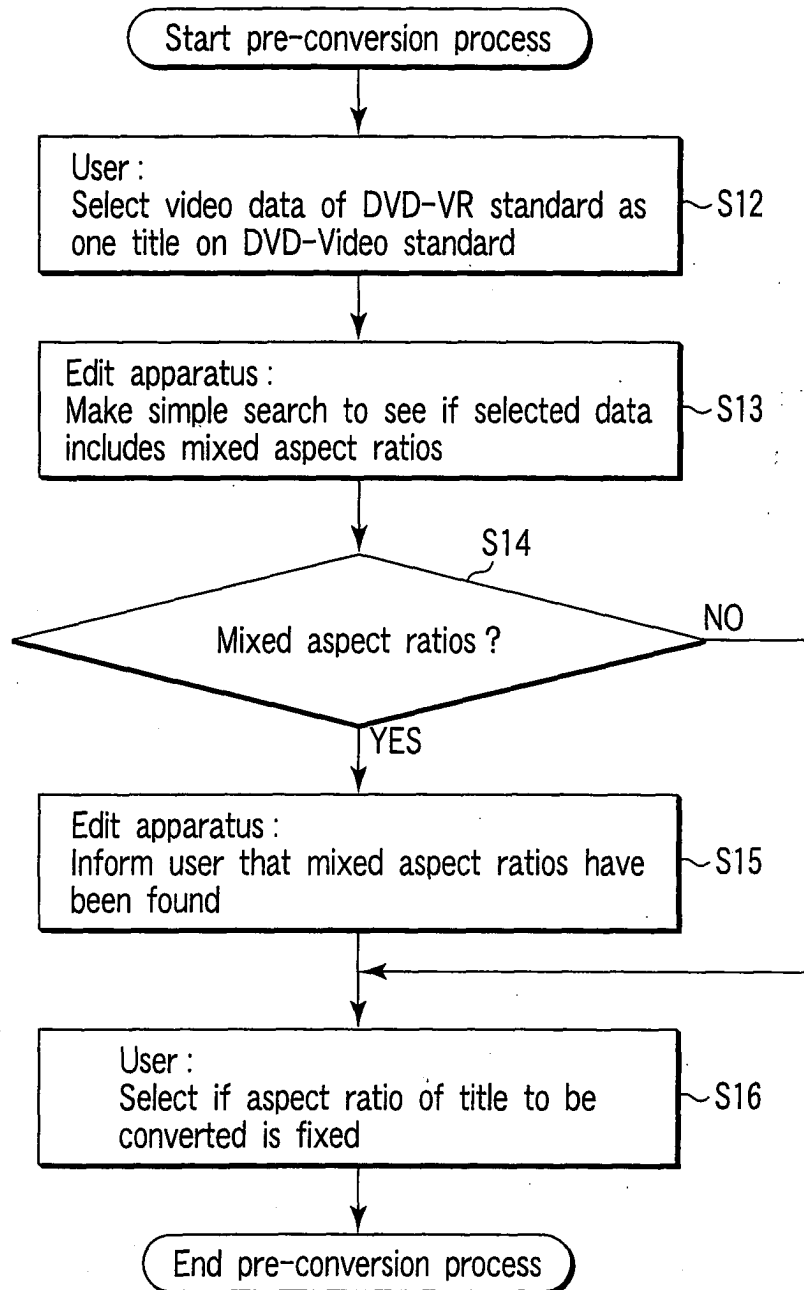 Start pre-conversion process
User :
Select video data of DVD-VR standard as
one title on DVD-Video standard
S12
Edit apparatus :
Make simple search to see if selected data
includes mixed aspect ratios
S13
S14
Mixed aspect ratios ?
NO
YES
Edit apparatus :
Inform user that mixed aspect ratios have
been found
S15
User :
Select if aspect ratio of title to be
converted is fixed
S16
End pre-conversion process